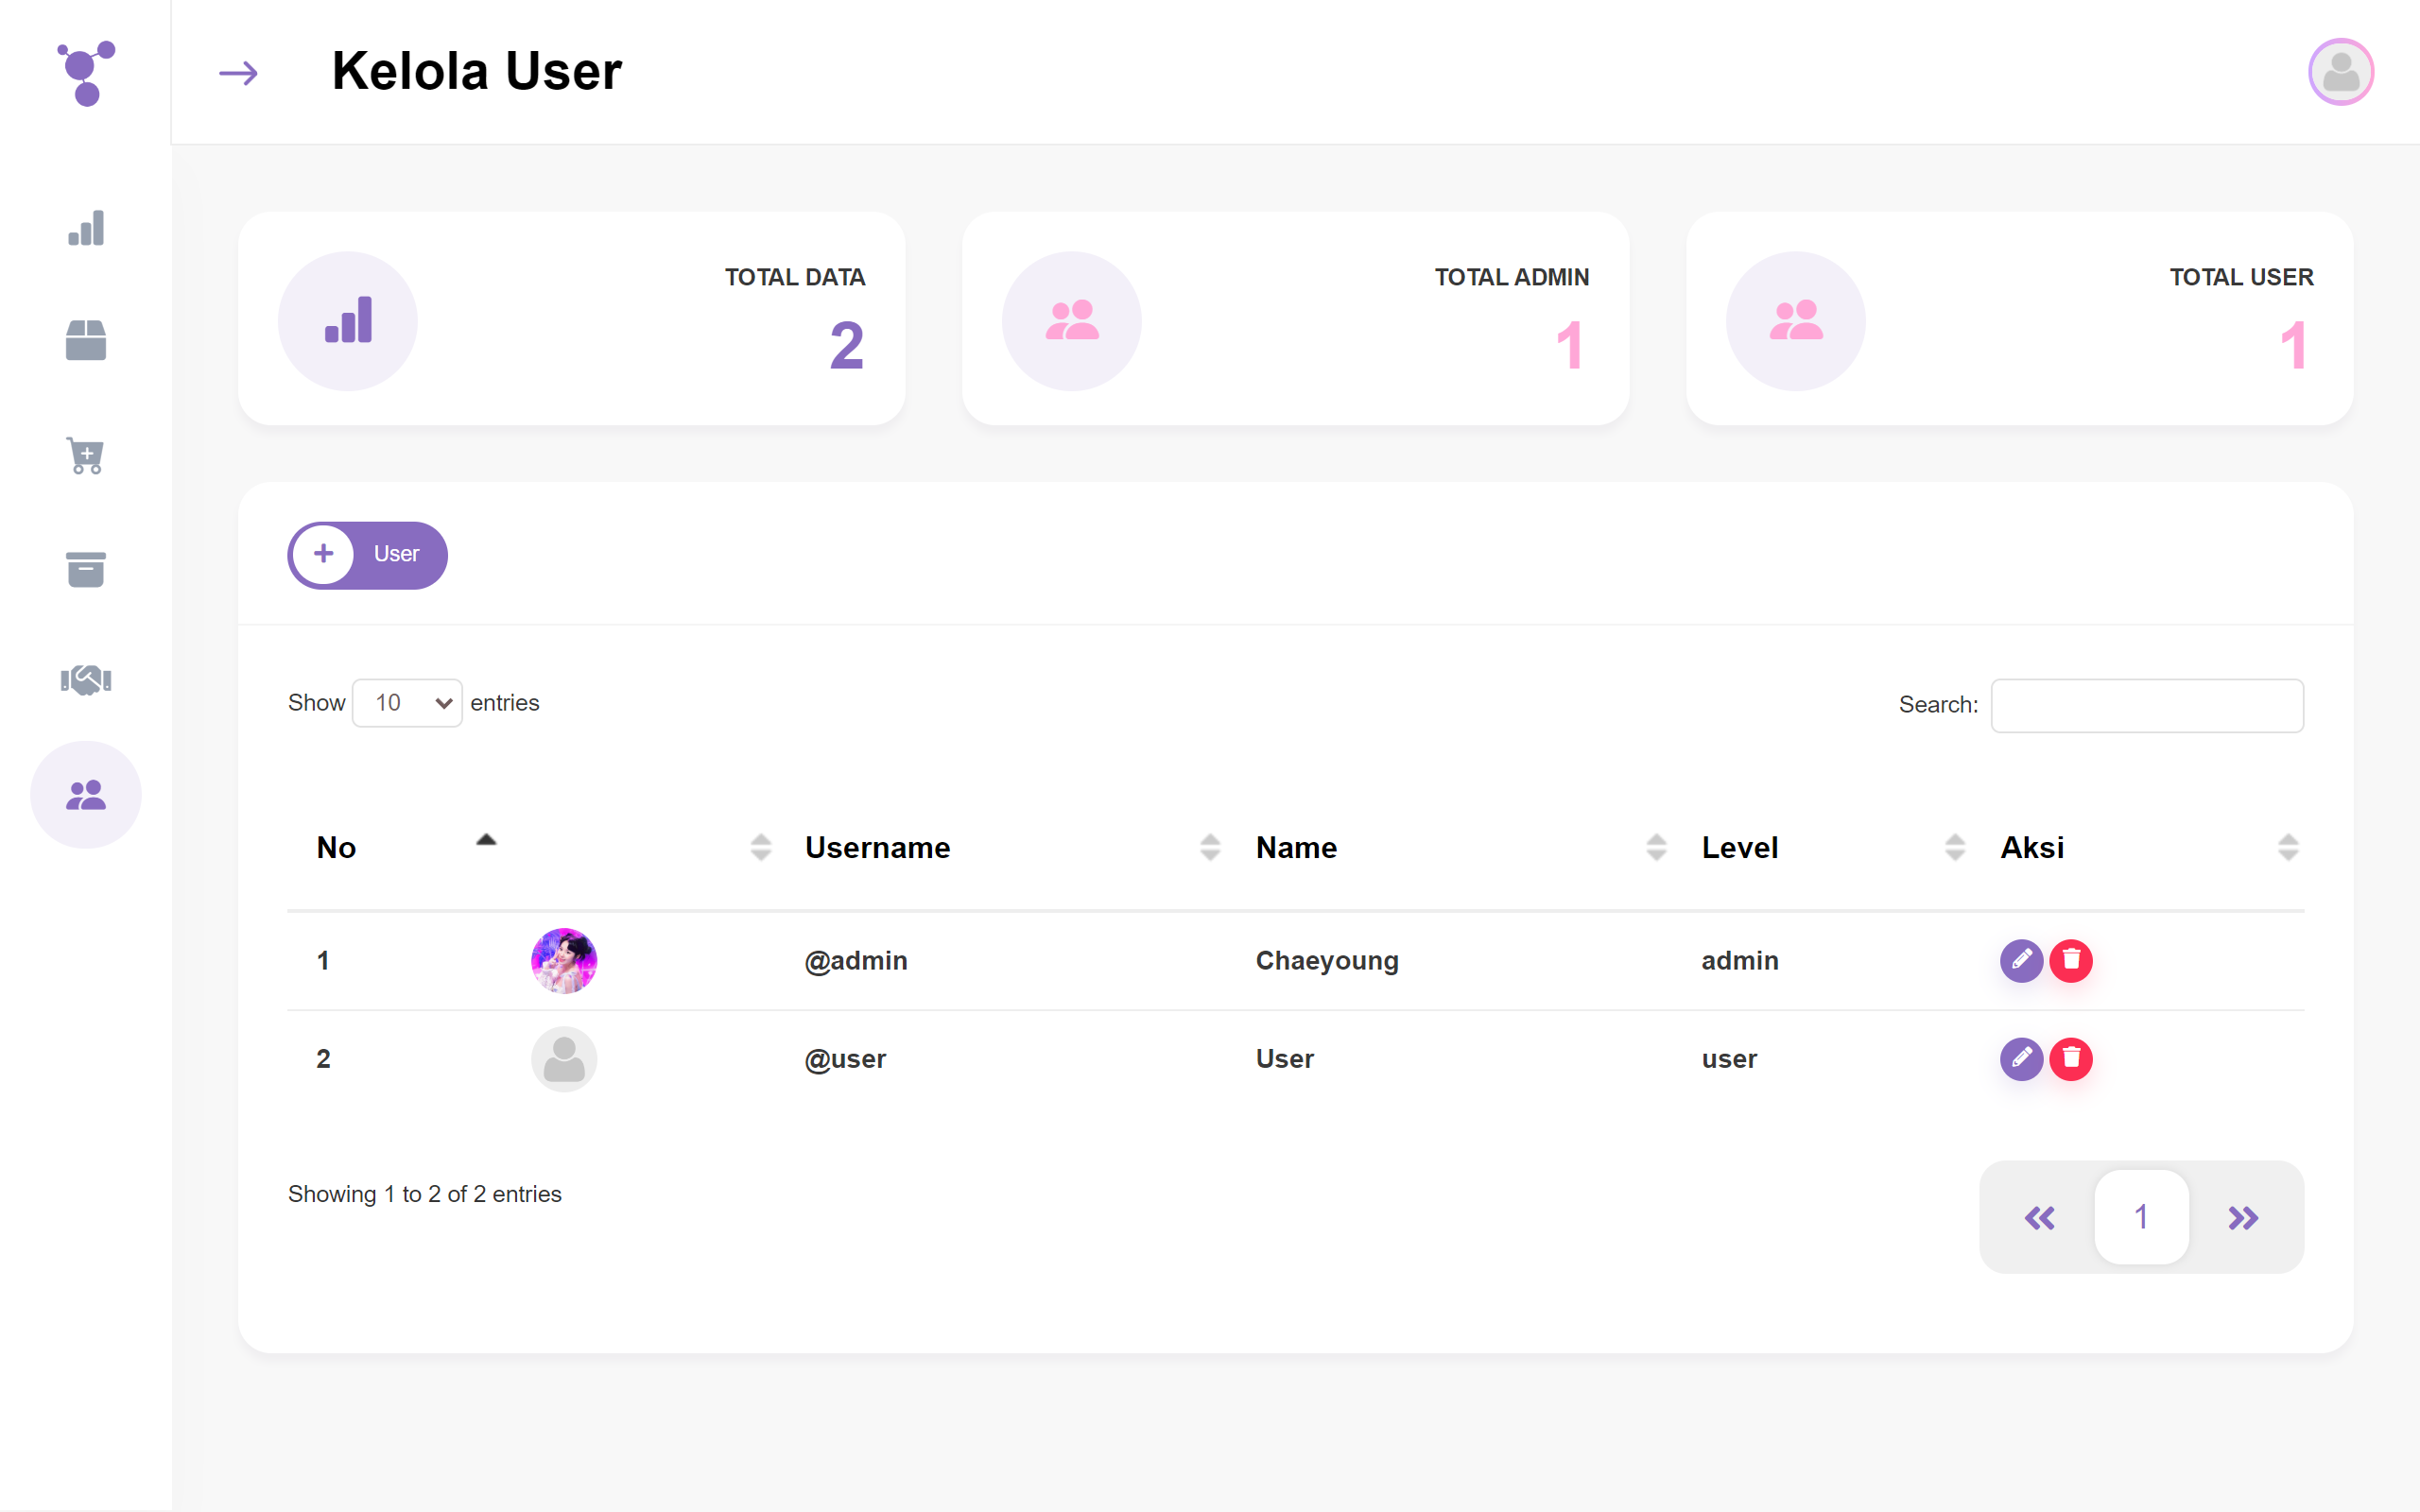 Kelola User
TOTAL DATA
2
TOTAL ADMIN
1
TOTAL USER
1
User
Show 10 entries
Search:
No Username Name Level Aksi
1 @admin Chaeyoung admin
2 @user User user
Showing 1 to 2 of 2 entries
1